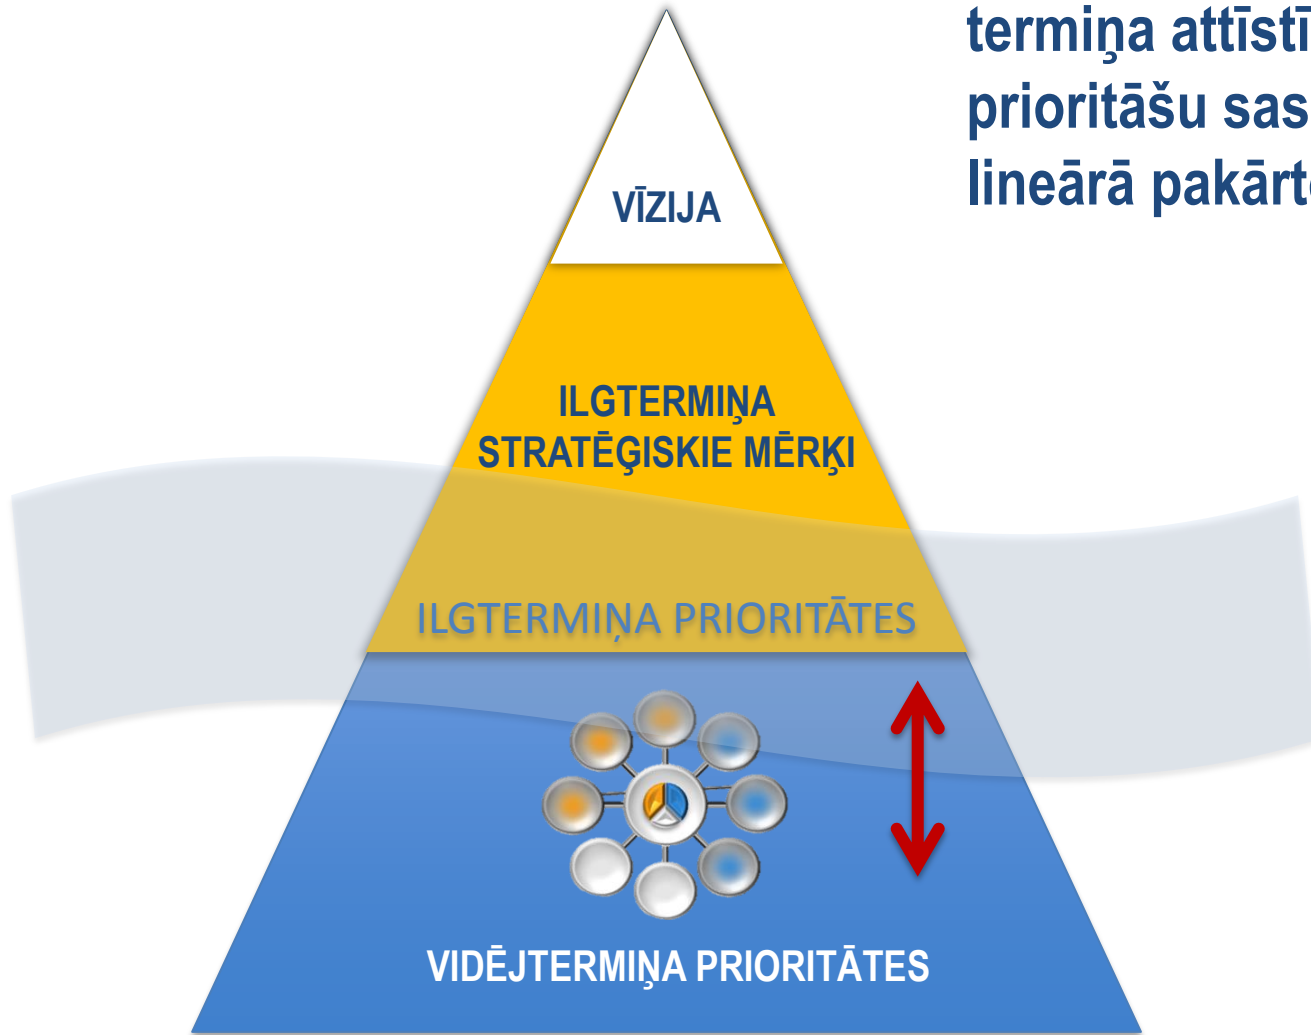 termiņa attīstī
prioritāšu sas
lineārā pakārt
VĪZIJA
ILGTERMIŅA
STRATĒĢISKIE MĒRĶI
ILGTERMIŅA PRIORITĀTES
VIDĒJTERMIŅA PRIORITĀTES